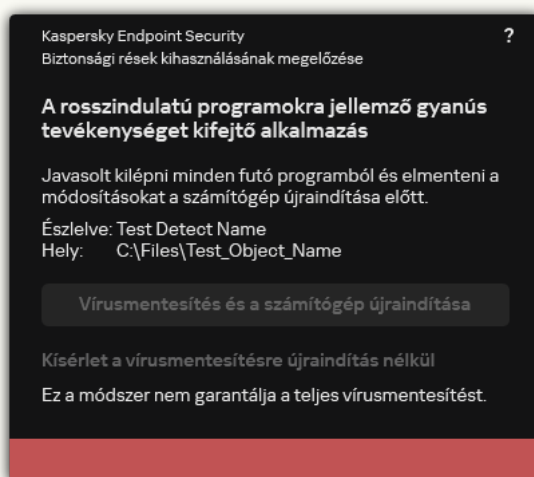 Kaspersky Endpoint Security
?
Biztonsági rések kihasználásának megelőzése
A rosszindulatú programokra jellemző gyanús
tevékenységet kifejtő alkalmazás
Javasolt kilépni minden futó programból és elmenteni a
módosításokat a számítógép újraindítása előtt.
Észlelve: Test Detect Name
Hely: C:\Files\Test_Object_Name
Vírusmentesítés és a számítógép újraindítása
Kísérlet a vírusmentesítésre újraindítás nélkül
Ez a módszer nem garantálja a teljes vírusmentesítést.